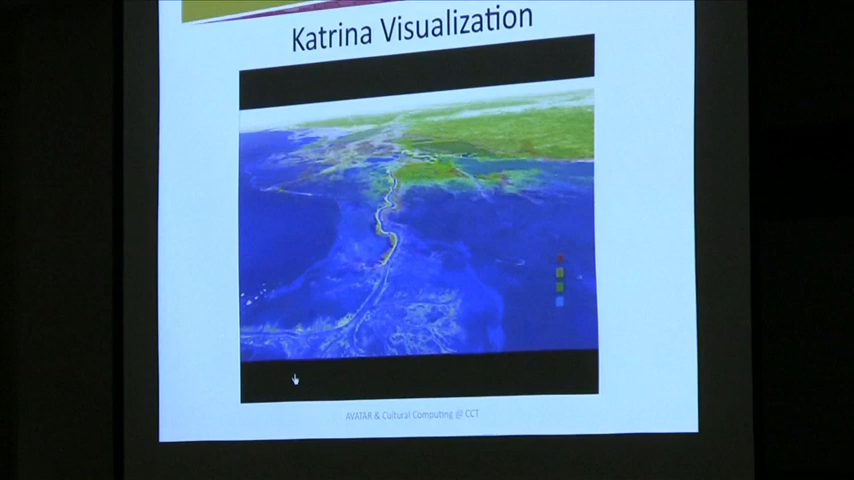 Katrina Visualization
AVATAR & Cultural Computing @ CCT